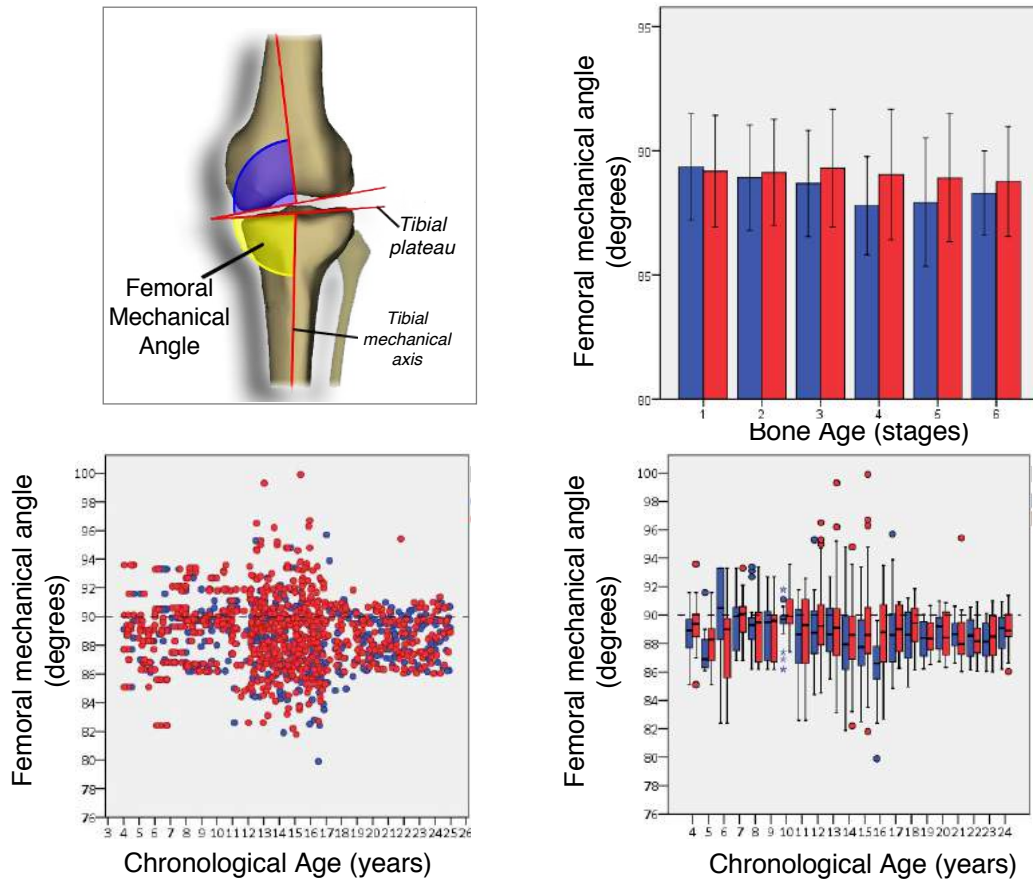 Tibial
plateau
Femoral
Mechanical
Angle
Tibial
mechanical
axis
Femoral mechanical angle
(degrees)
95
90
85
80
1 2 3 4 5 6
Bone Age (stages)
Femoral mechanical angle
(degrees)
100
98
96
94
92
90
88
86
84
82
80
78
76
3 4 5 6 7 8 9 10 11 12 13 14 15 16 17 18 19 20 21 22 23 24 25 26
Chronological Age (years)
Femoral mechanical angle
(degrees)
100
98
96
94
92
90
88
86
84
82
80
78
76
4 5 6 7 8 9 10 11 12 13 14 15 16 17 18 19 20 21 22 23 24
Chronological Age (years)